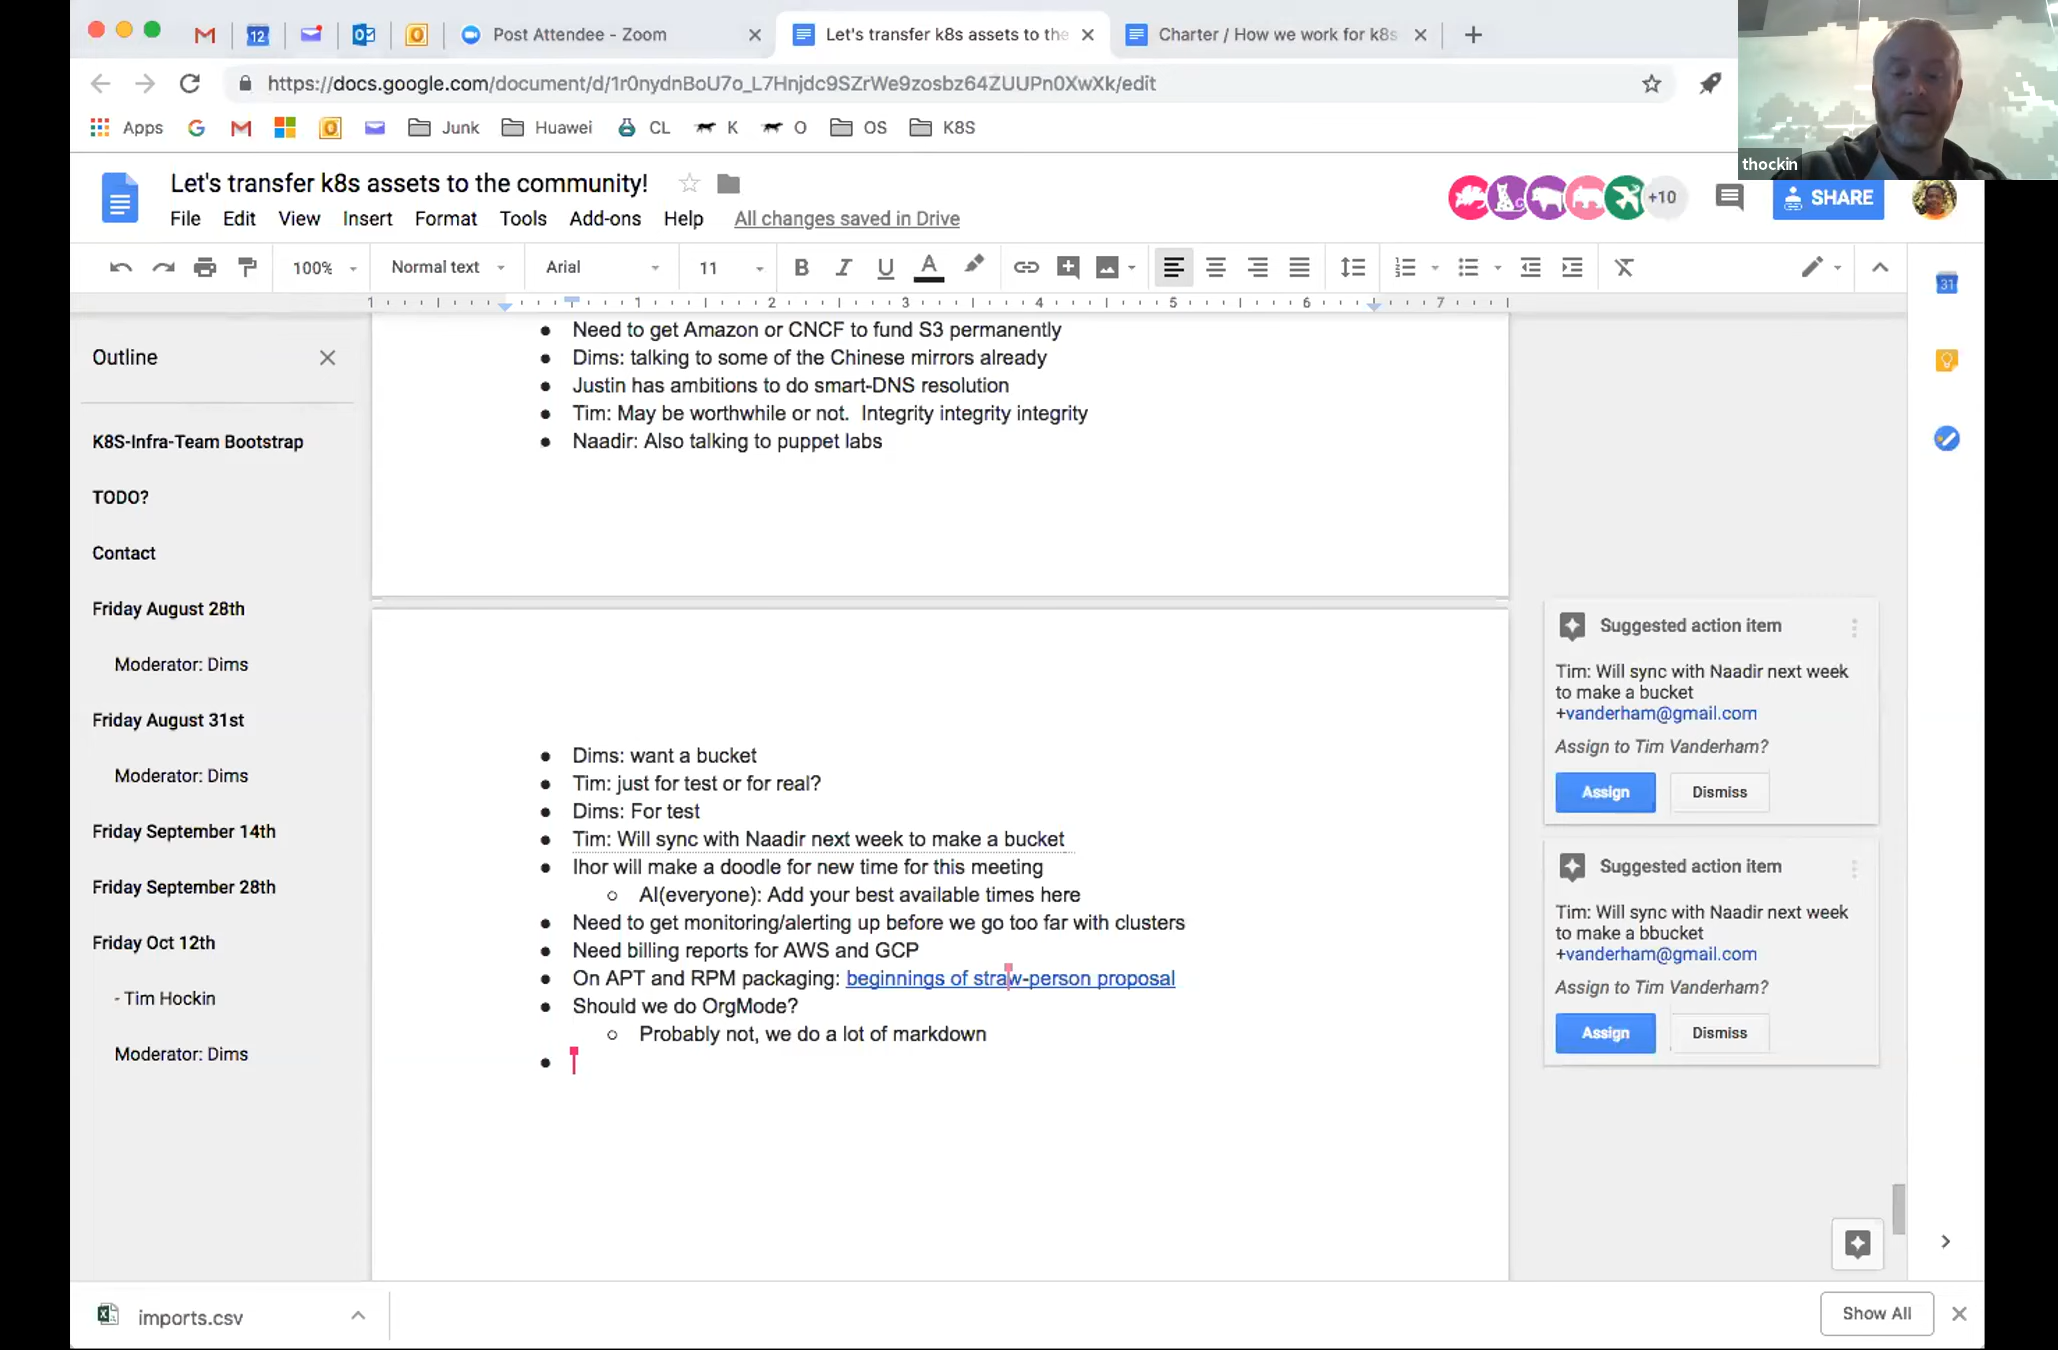 12
Post Attendee - Zoom
Let's transfer k8s assets to the
Charter / How we work for k8s
https://docs.google.com/document/d/1r0nydnBoU7o_L7Hnjdc9SZrWe9zosbz64ZUUPn0XwXk/edit
Apps
Junk
Huawei
CL
K
O
OS
K8S
thockin
Let's transfer k8s assets to the community!
File Edit View Insert Format Tools Add-ons Help All changes saved in Drive
+10
SHARE
100% Normal text Arial 11
1 1 2 3 4 5 6 7
31
Outline
K8S-Infra-Team Bootstrap
TODO?
Contact
Friday August 28th
Moderator: Dims
Friday August 31st
Moderator: Dims
Friday September 14th
Friday September 28th
Friday Oct 12th
- Tim Hockin
Moderator: Dims
● Need to get Amazon or CNCF to fund S3 permanently
● Dims: talking to some of the Chinese mirrors already
● Justin has ambitions to do smart-DNS resolution
● Tim: May be worthwhile or not. Integrity integrity integrity
● Naadir: Also talking to puppet labs
● Dims: want a bucket
● Tim: just for test or for real?
● Dims: For test
● Tim: Will sync with Naadir next week to make a bucket
● Ihor will make a doodle for new time for this meeting
○ AI(everyone): Add your best available times here
● Need to get monitoring/alerting up before we go too far with clusters
● Need billing reports for AWS and GCP
● On APT and RPM packaging: beginnings of straw-person proposal
● Should we do OrgMode?
○ Probably not, we do a lot of markdown
●
Suggested action item
Tim: Will sync with Naadir next week
to make a bucket
+vanderham@gmail.com
Assign to Tim Vanderham?
Assign Dismiss
Suggested action item
Tim: Will sync with Naadir next week
to make a bbucket
+vanderham@gmail.com
Assign to Tim Vanderham?
Assign Dismiss
imports.csv
Show All